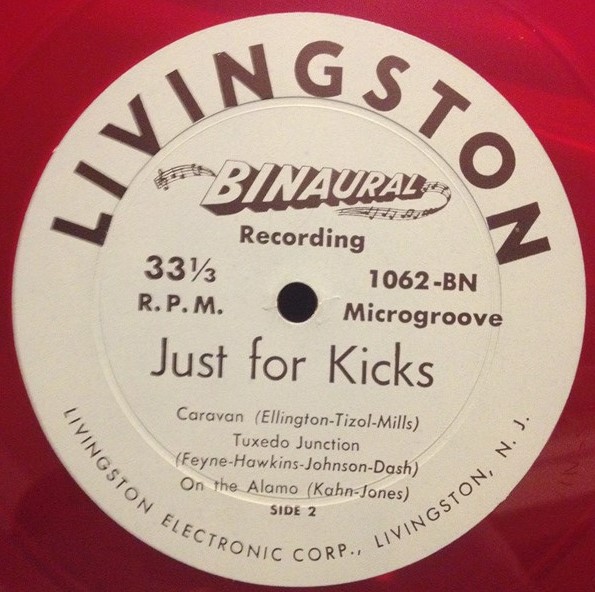 LIVINGSTON
BINAURAL
Recording
33⅓
R.P.M.
1062-BN
Microgroove
Just for Kicks
Caravan (Ellington-Tizol-Mills)
Tuxedo Junction
(Feyne-Hawkins-Johnson-Dash)
On the Alamo (Kahn-Jones)
SIDE 2
LIVINGSTON ELECTRONIC CORP., LIVINGSTON, N. J.